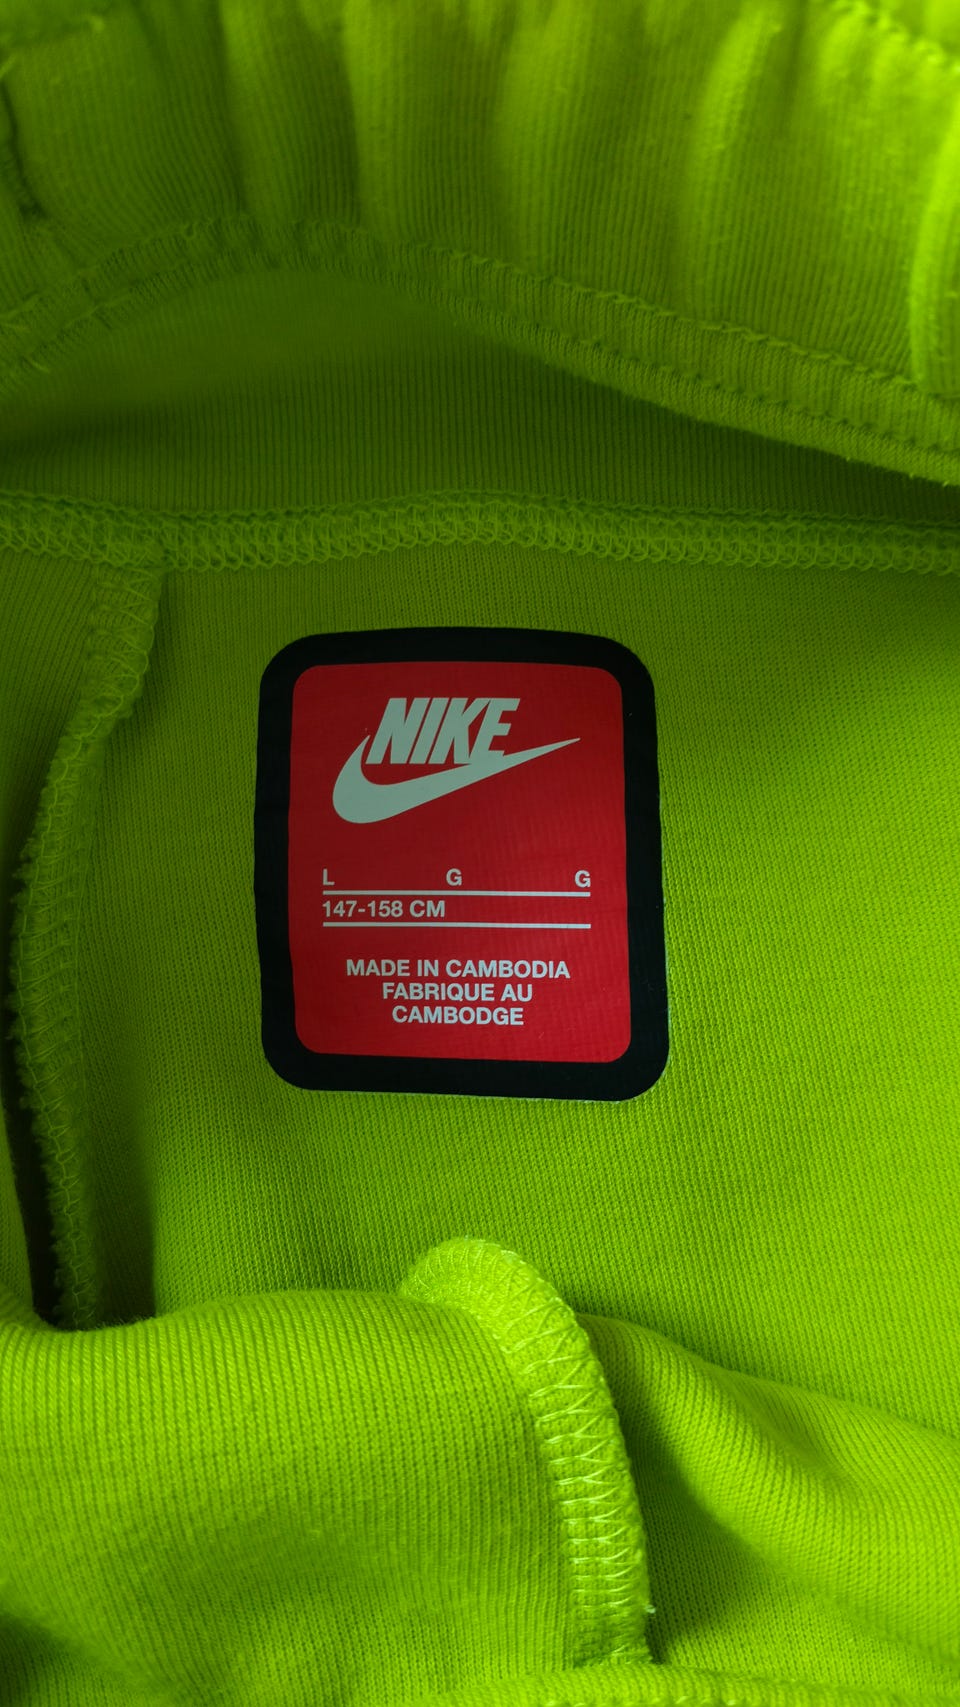 NIKE
L G G
147-158 CM
MADE IN CAMBODIA
FABRIQUE AU
CAMBODGE